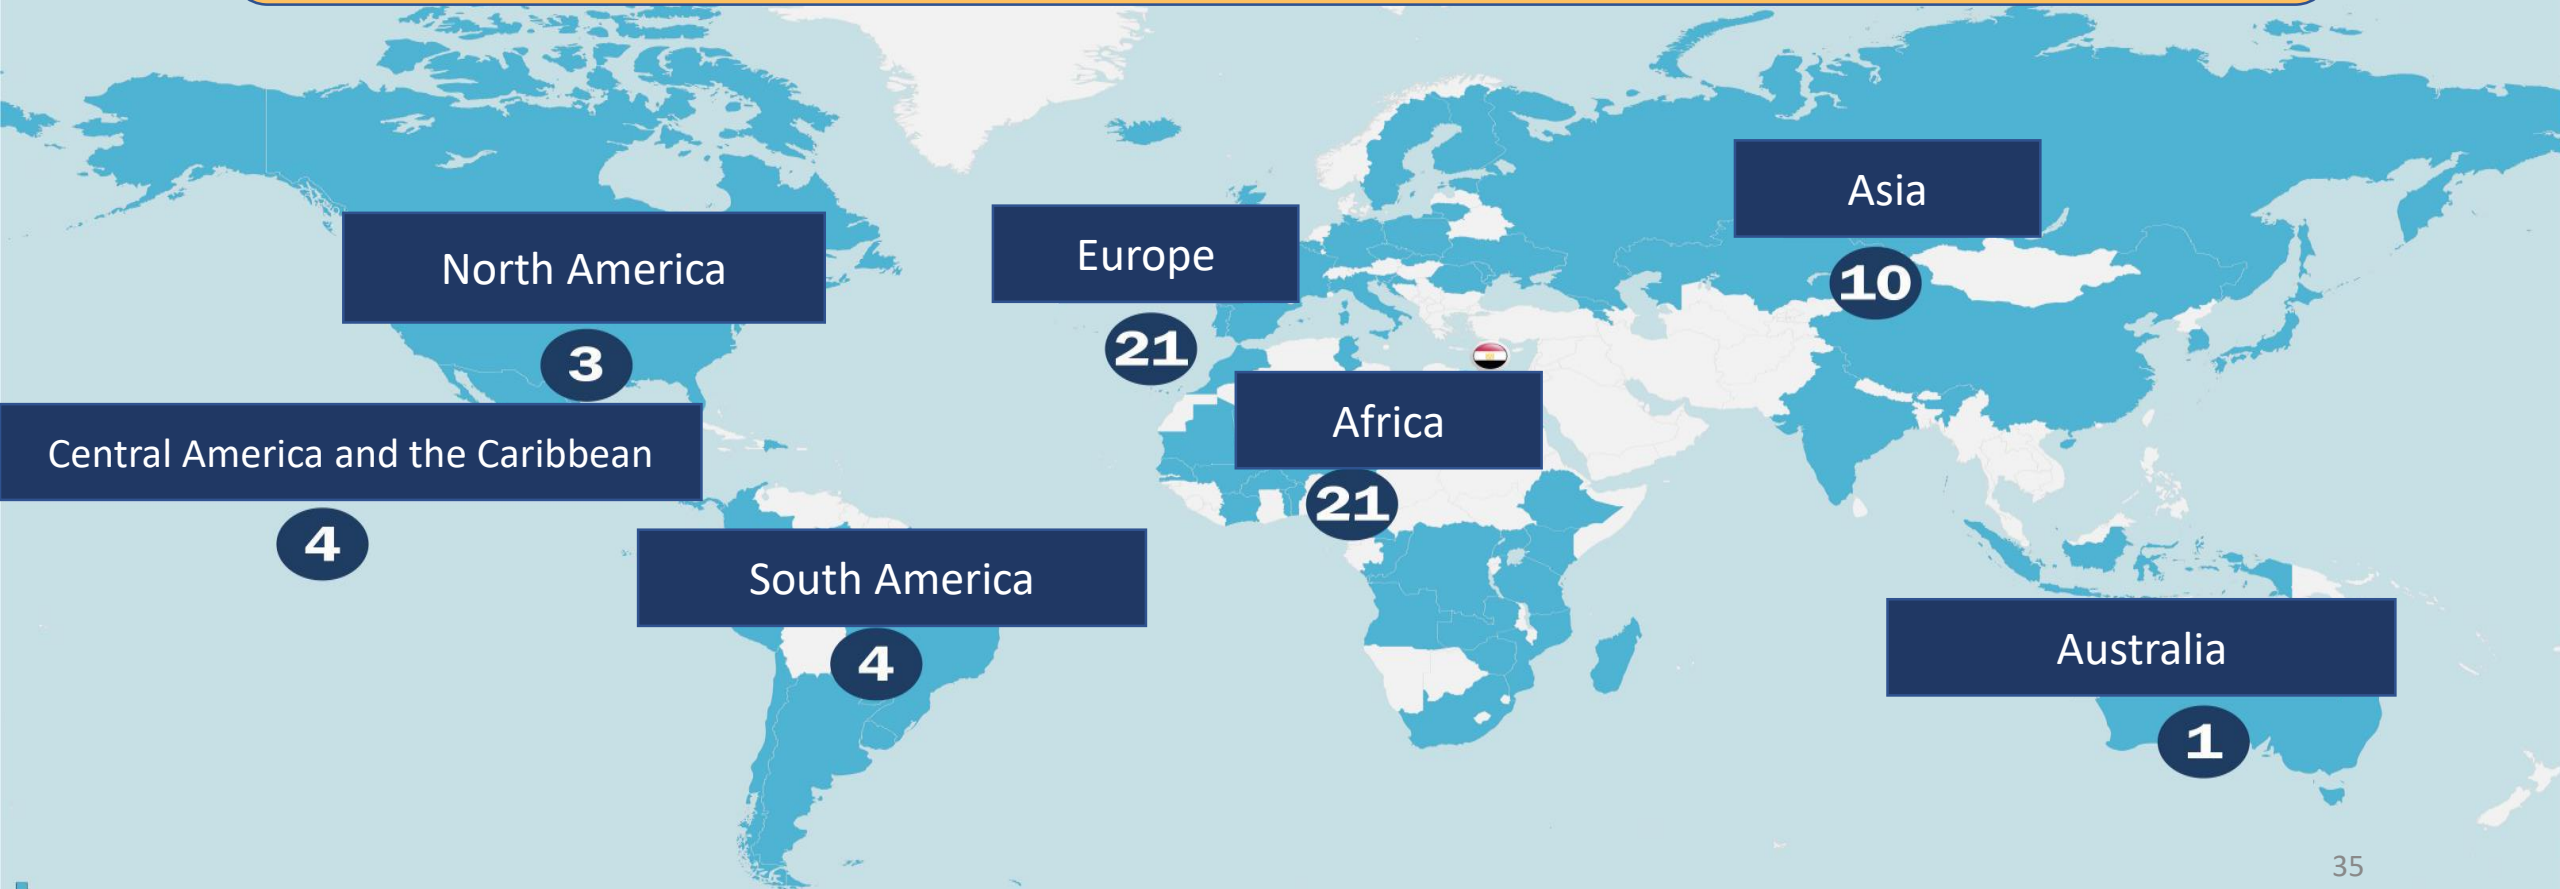 Asia
10
Europe
21
North America
3
Africa
21
Central America and the Caribbean
4
South America
4
Australia
1
35